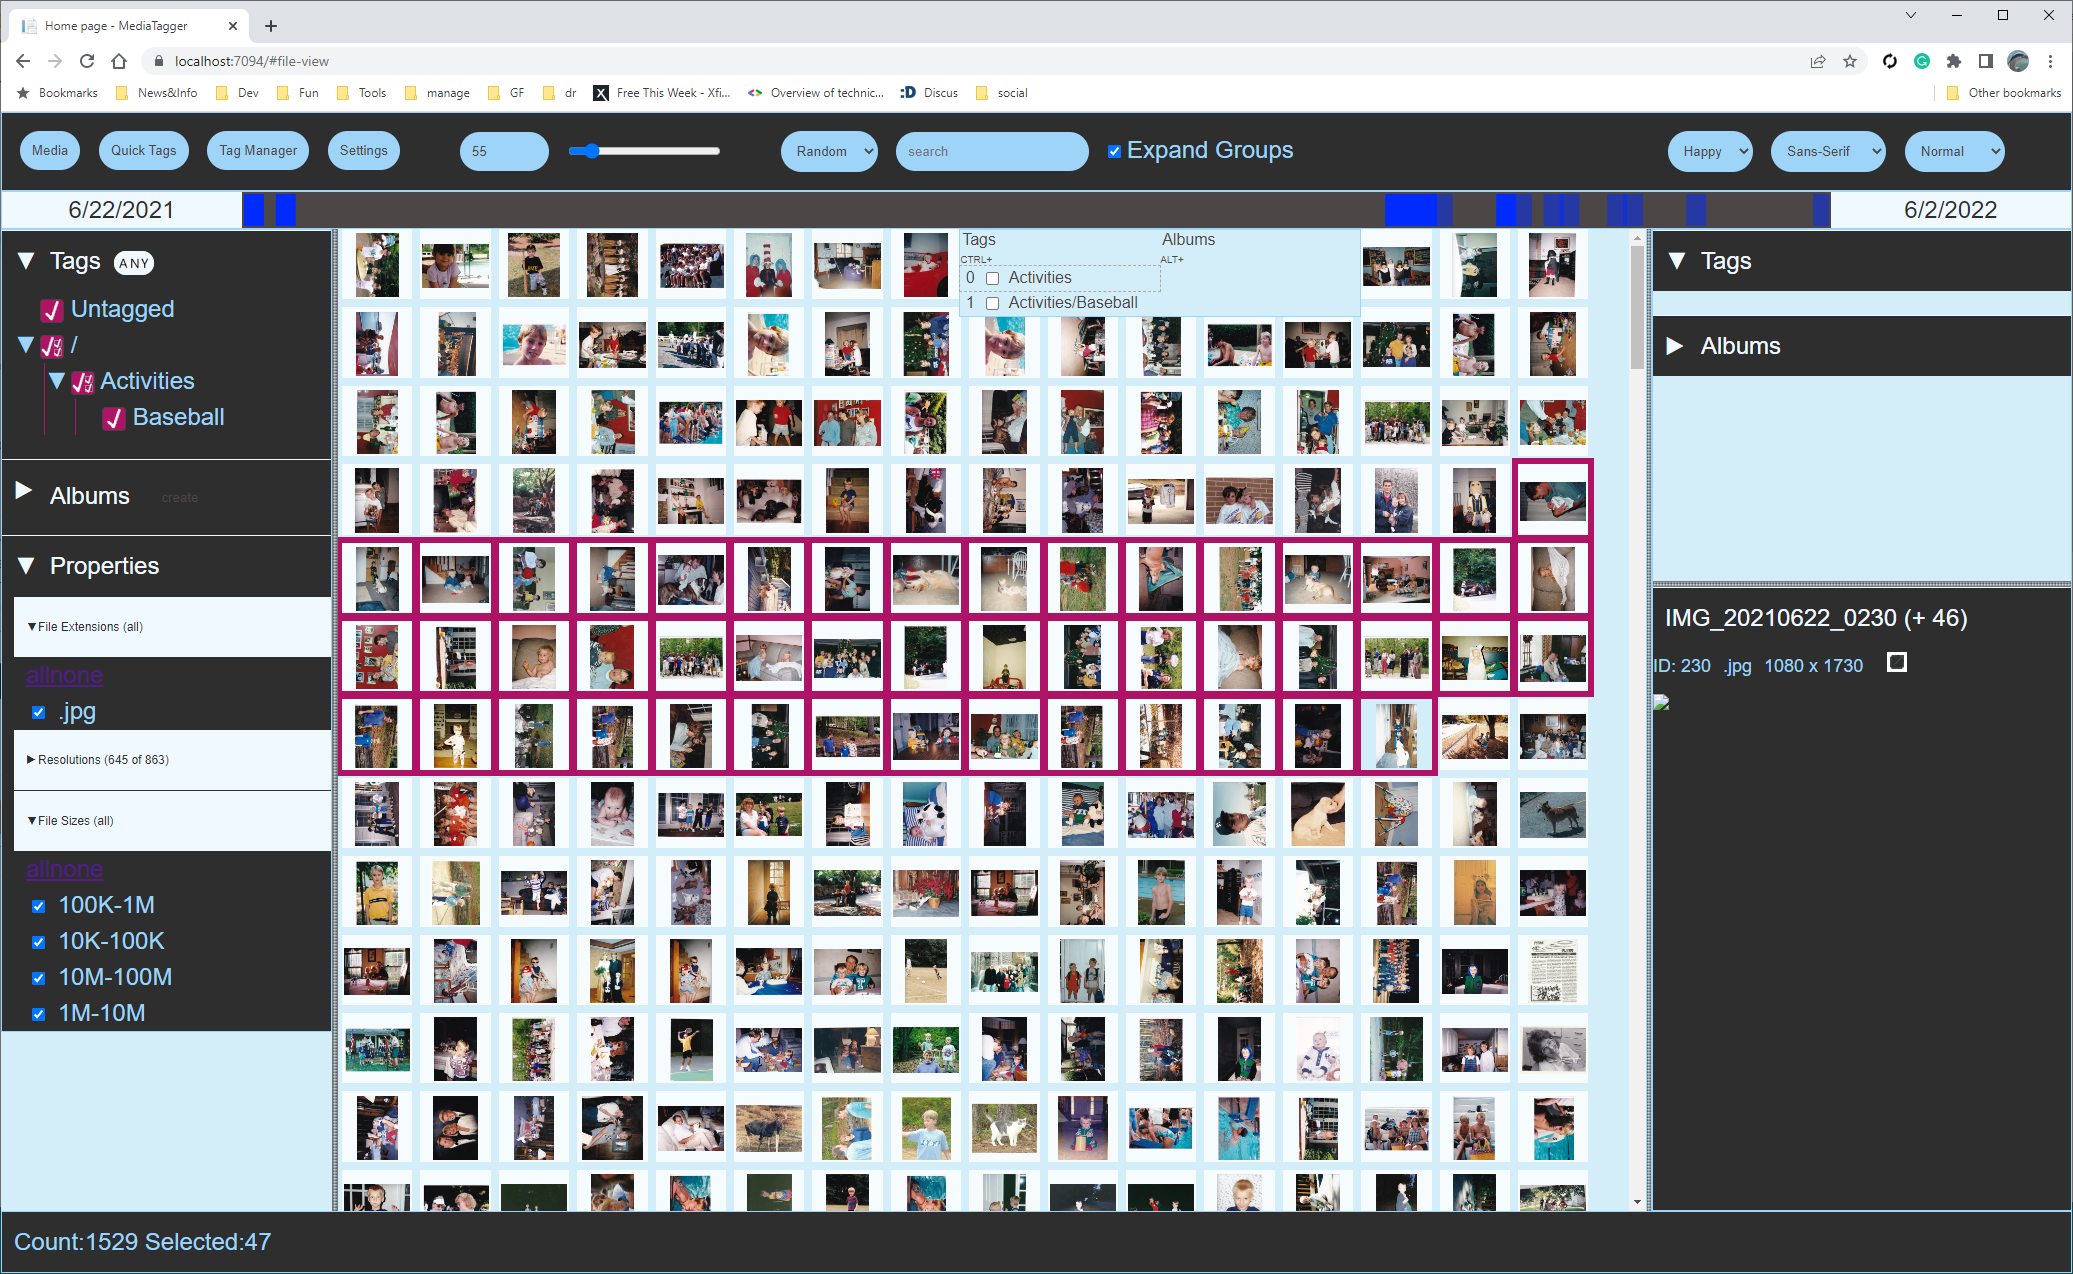 Home page - MediaTagger
localhost:7094/#file-view
Bookmarks News&Info Dev Fun Tools manage GF dr X Free This Week - Xfi... Overview of technic... :D Discus social Other bookmarks
Media Quick Tags Tag Manager Settings 55 Random search Expand Groups Happy Sans-Serif Normal
6/22/2021 6/2/2022
Tags ANY
Untagged
/
Activities
Baseball
Albums create
Properties
File Extensions (all)
allnone
.jpg
Resolutions (645 of 863)
File Sizes (all)
allnone
100K-1M
10K-100K
10M-100M
1M-10M
Tags Albums
CTRL+ ALT+
0 Activities
1 Activities/Baseball
Tags
Albums
IMG_20210622_0230 (+ 46)
ID: 230 .jpg 1080 x 1730
Count:1529 Selected:47